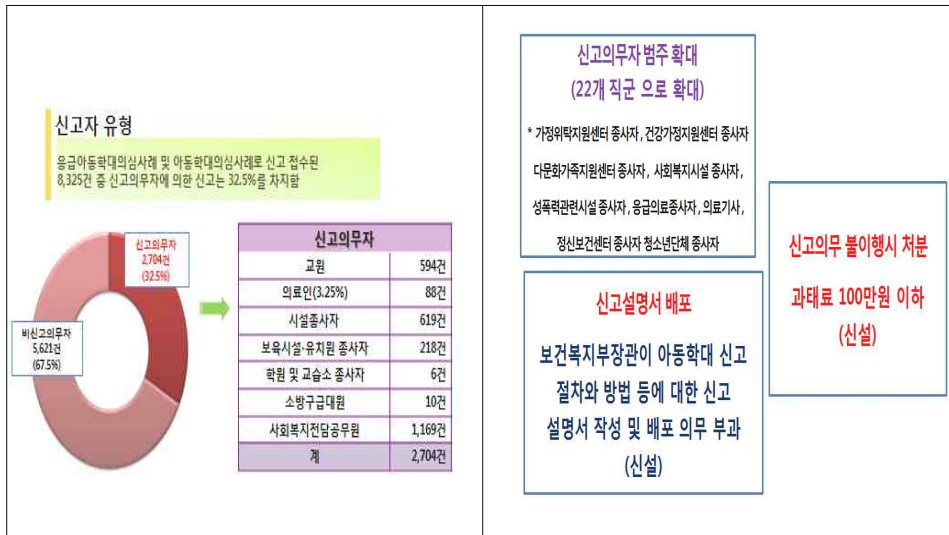 신고자 유형
응급아동학대의심사례 및 아동학대의심사례로 신고 접수된
8,325건 중 신고의무자에 의한 신고는 32.5%를 차지함
신고의무자
2,704건
(32.5%)
비신고의무자
5,621건
(67.5%)
신고의무자
교원 594건
의료인(3.25%) 88건
시설종사자 619건
보육시설·유치원 종사자 218건
학원 및 교습소 종사자 6건
소방구급대원 10건
사회복지전담공무원 1,169건
계 2,704건
신고의무자 범주 확대
(22개 직군 으로 확대)
* 가정위탁지원센터 종사자 , 건강가정지원센터 종사자
다문화가족지원센터 종사자 , 사회복지시설 종사자 ,
성폭력관련시설 종사자 , 응급의료종사자 , 의료기사 ,
정신보건센터 종사자 청소년단체 종사자
신고설명서 배포
보건복지부장관이 아동학대 신고
절차와 방법 등에 대한 신고
설명서 작성 및 배포 의무 부과
(신설)
신고의무 불이행시 처분
과태료 100만원 이하
(신설)